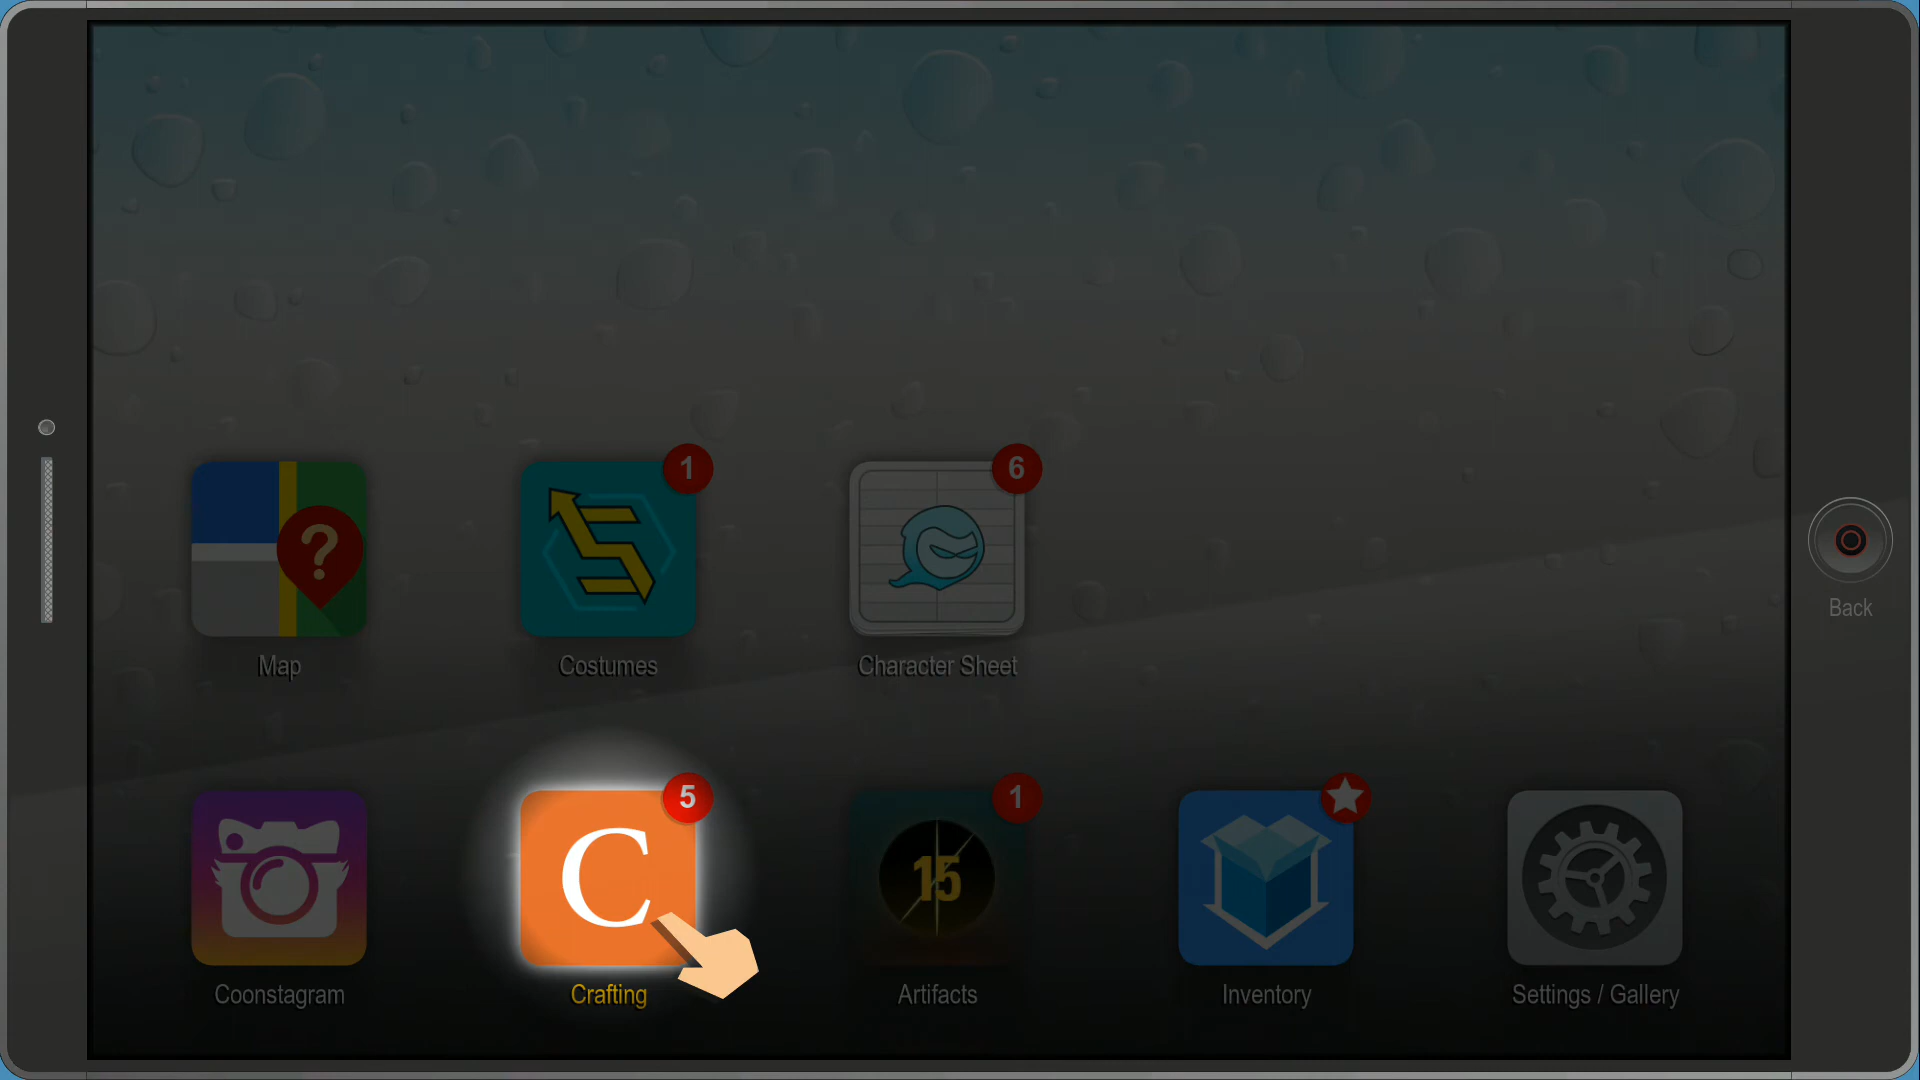 1
6
?
Map
Costumes
Character Sheet
Back
5
1
C
15
Coonstagram
Crafting
Artifacts
Inventory
Settings / Gallery